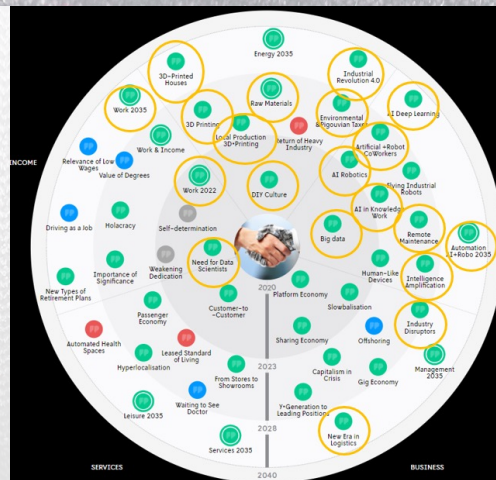 Energy 2035
3D-Printed
Houses
Industrial
Revolution 4.0
Work 2035
3D Printing
Raw Materials
Environmental
&Pigouvian Taxes
AI Deep Learning
Work & Income
Local Production
3D+Printing
Return of Heavy
Industry
Artificial +Robot
CoWorkers
INCOME
Relevance of Low
Wages
Value of Degrees
Work 2022
DIY Culture
AI Robotics
Flying Industrial
Robots
Driving as a Job
Holacracy
Self-determination
Big data
AI in Knowledge
Work
Remote
Maintenance
Automation
AI+Robo 2035
New Types of
Retirement Plans
Importance of
Significance
Weakening
Dedication
Need for Data
Scientists
Human-Like
Devices
Intelligence
Amplification
2020
Platform Economy
Slowbalisation
Passenger
Economy
Customer-to
-Customer
Automated Health
Spaces
Leased Standard
of Living
Sharing Economy
Offshoring
Industry
Disruptors
Hyperlocalisation
From Stores to
Showrooms
2023
Capitalism in
Crisis
Gig Economy
Management
2035
Leisure 2035
Waiting to See
Doctor
Y-Generation to
Leading Positions
Services 2035
2028
New Era in
Logistics
SERVICES
BUSINESS
2040